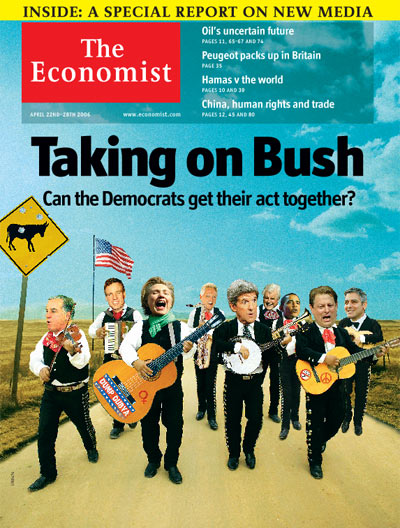 INSIDE: A SPECIAL REPORT ON NEW MEDIA
The
Economist
APRIL 22ND-28TH 2006
www.economist.com
Oil's uncertain future
PAGES 11, 65-67 AND 74
Peugeot packs up in Britain
PAGE 35
Hamas v the world
PAGES 10 AND 39
China, human rights and trade
PAGES 12, 45 AND 80
Taking on Bush
Can the Democrats get their act together?
DUMP DUBYA